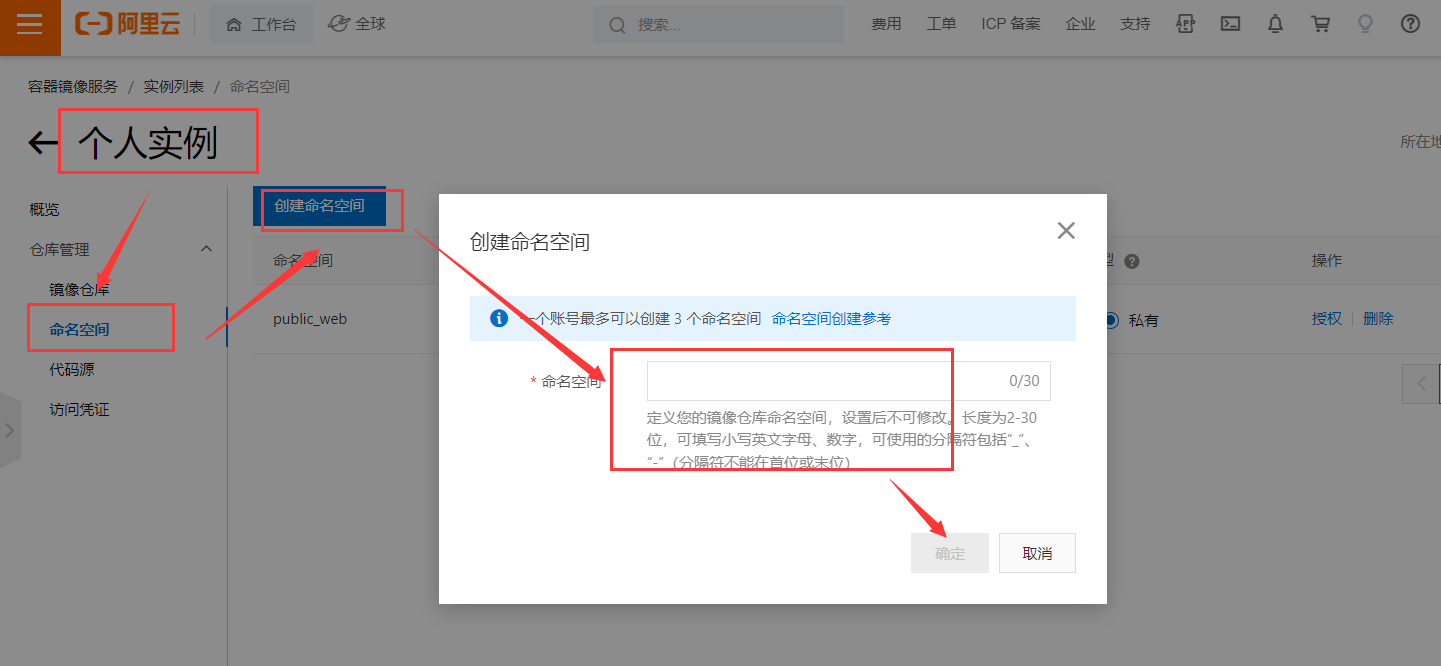 阿里云 工作台 全球 搜索... 费用 工单 ICP 备案 企业 支持 APP
容器镜像服务 / 实例列表 / 命名空间
个人实例
所在地
概览
仓库管理
镜像仓库
命名空间
代码源
访问凭证
创建命名空间
命名空间
操作
public_web
私有
授权 删除
创建命名空间
一个账号最多可以创建 3 个命名空间 命名空间创建参考
* 命名空间
0/30
定义您的镜像仓库命名空间，设置后不可修改。长度为2-30
位，可填写小写英文字母、数字，可使用的分隔符包括“_”、
“-”（分隔符不能在首位或末位）
确定 取消